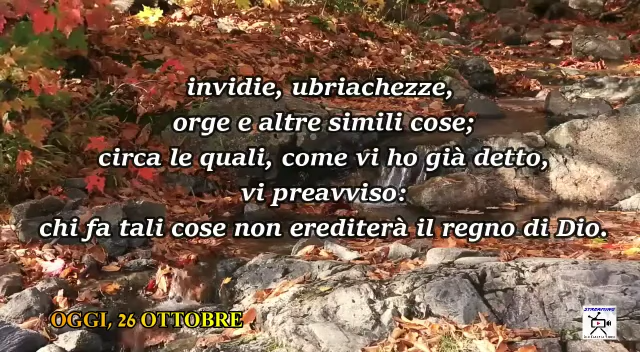 invidie, ubriachezze,
orge e altre simili cose;
circa le quali, come vi ho già detto,
vi preavviso:
chi fa tali cose non erediterà il regno di Dio.
OGGI, 26 OTTOBRE
STREAMING